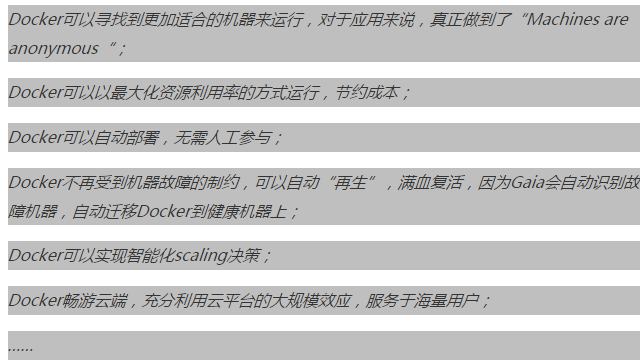 Docker可以寻找到更加适合的机器来运行，对于应用来说，真正做到了“Machines are
anonymous“；
Docker可以以最大化资源利用率的方式运行，节约成本；
Docker可以自动部署，无需人工参与；
Docker不再受到机器故障的制约，可以自动“再生”，满血复活，因为Gaia会自动识别故
障机器，自动迁移Docker到健康机器上；
Docker可以实现智能化scaling决策；
Docker畅游云端，充分利用云平台的大规模效应，服务于海量用户；
......